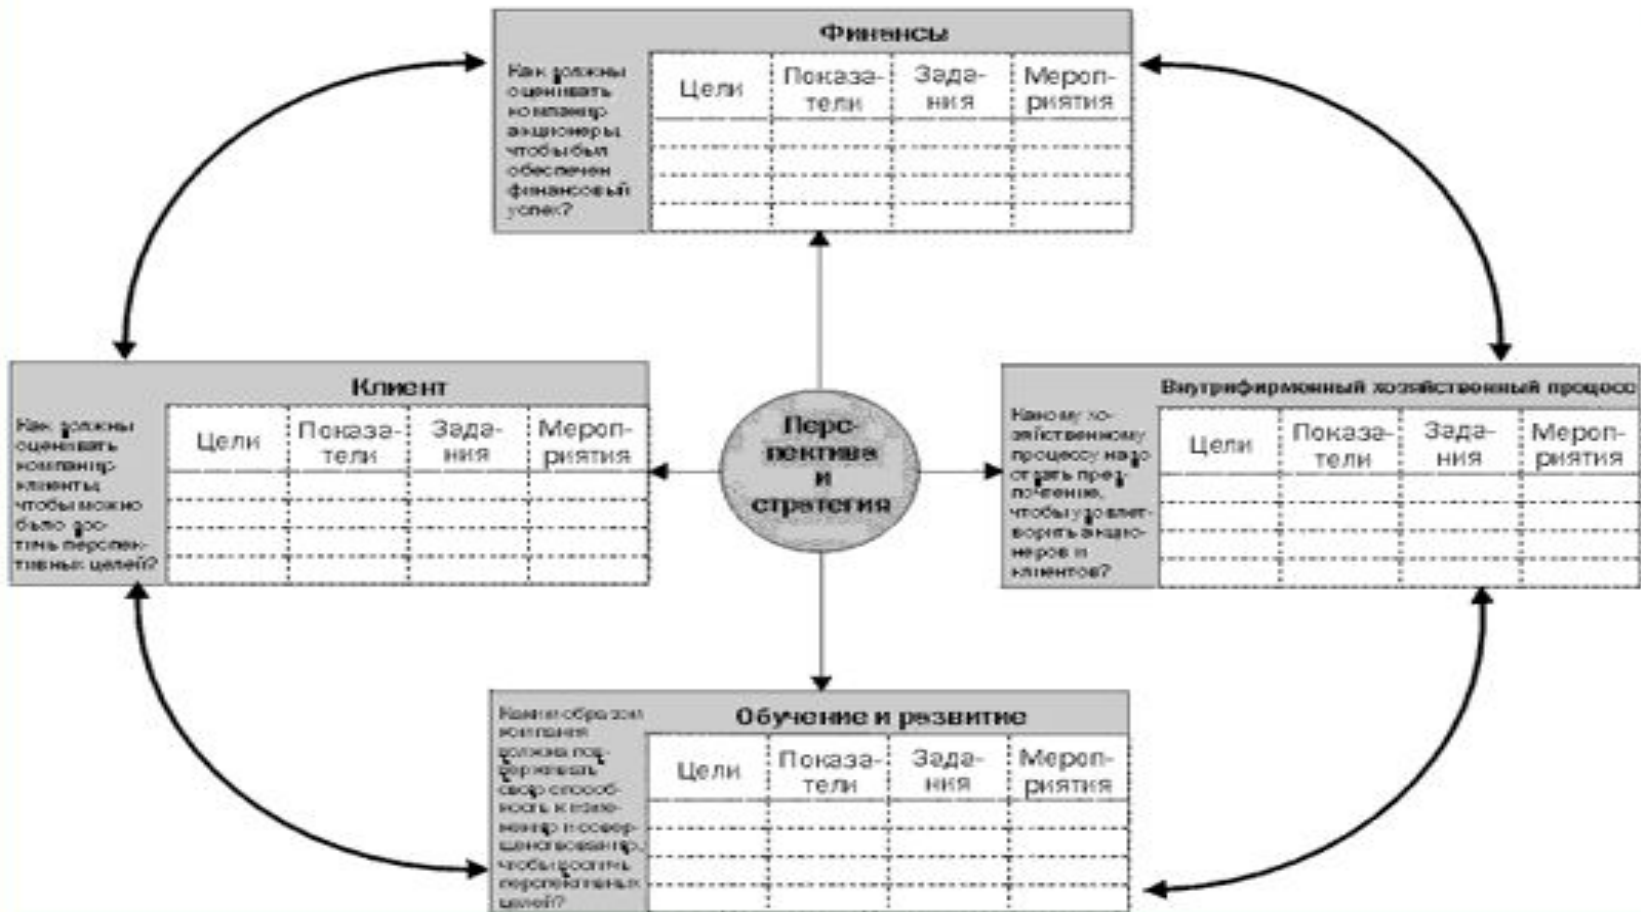 Финансы
Как должны
оценивать
компанию
акционеры,
чтобы был
обеспечен
финансовый
успех?
Цели
Показа-
тели
Зада-
ния
Мероп-
риятия
Клиент
Как должны
оценивать
компанию
клиенты,
чтобы можно
было дос-
тичь перспек-
тивных целей?
Цели
Показа-
тели
Зада-
ния
Мероп-
риятия
Перс-
пектива
и
стратегия
Внутрифирменный хозяйственный процесс
Какому хо-
зяйственному
процессу надо
отдать пред-
почтение,
чтобы удовлет-
ворить акцио-
неров и
клиентов?
Цели
Показа-
тели
Зада-
ния
Мероп-
риятия
Обучение и развитие
Каким образом
компания
должна под-
держивать
свою способ-
ность к изме-
нению и совер-
шенствованию,
чтобы достичь
перспективных
целей?
Цели
Показа-
тели
Зада-
ния
Мероп-
риятия